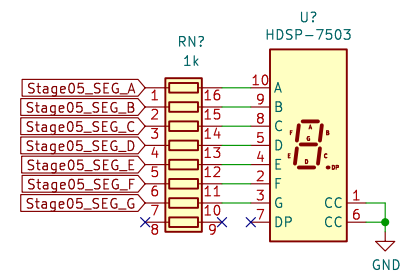 U?
HDSP-7503
RN?
1k
Stage05_SEG_A 1 16 10 A
Stage05_SEG_B 2 15 9 B
Stage05_SEG_C 3 14 8 C
Stage05_SEG_D 4 13 5 D
Stage05_SEG_E 5 12 4 E
Stage05_SEG_F 6 11 2 F
Stage05_SEG_G 7 10 3 G CC 1
8 9 7 DP CC 6
A
F B
G
E C
D DP
GND